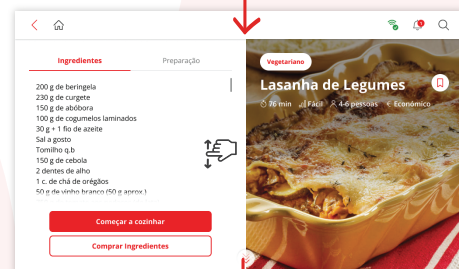 Ingredientes
Preparação
200 g de beringela
230 g de curgete
150 g de abóbora
100 g de cogumelos laminados
30 g + 1 fio de azeite
Sal a gosto
Tomilho q.b
150 g de cebola
2 dentes de alho
1 c. de chá de orégãos
50 g de vinho branco (50 g aprox.)
Começar a cozinhar
Comprar Ingredientes
Vegetariano
Lasanha de Legumes
76 min Fácil 4-6 pessoas € Económico